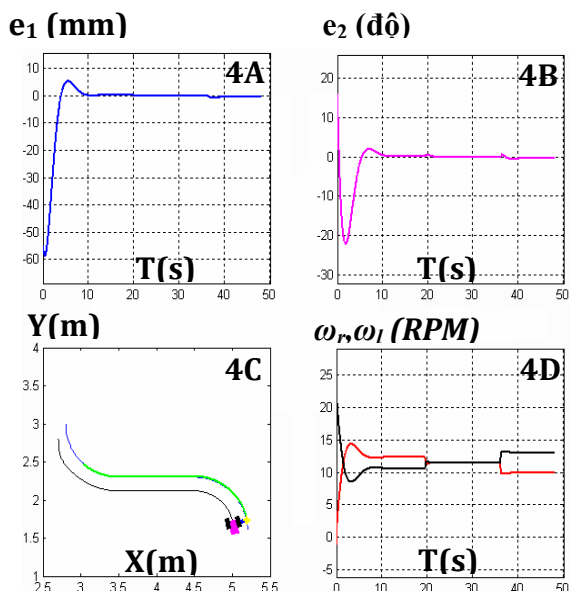 e₁ (mm)
e₂ (độ)
10
0
-10
-20
-30
-40
-50
-60
4A
T(s)
0 10 20 30 40 50
20
10
0
-10
-20
-30
4B
T(s)
0 10 20 30 40 50
Y(m)
ωr,ωl (RPM)
4
3.5
3
2.5
2
1.5
1
4C
X(m)
2.5 3 3.5 4 4.5 5 5.5
25
20
15
10
5
0
-5
4D
T(s)
0 10 20 30 40 50